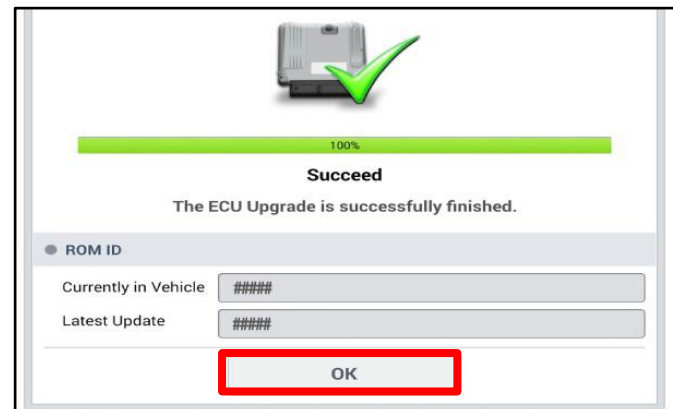 100%
Succeed
The ECU Upgrade is successfully finished.
ROM ID
Currently in Vehicle #####
Latest Update #####
OK